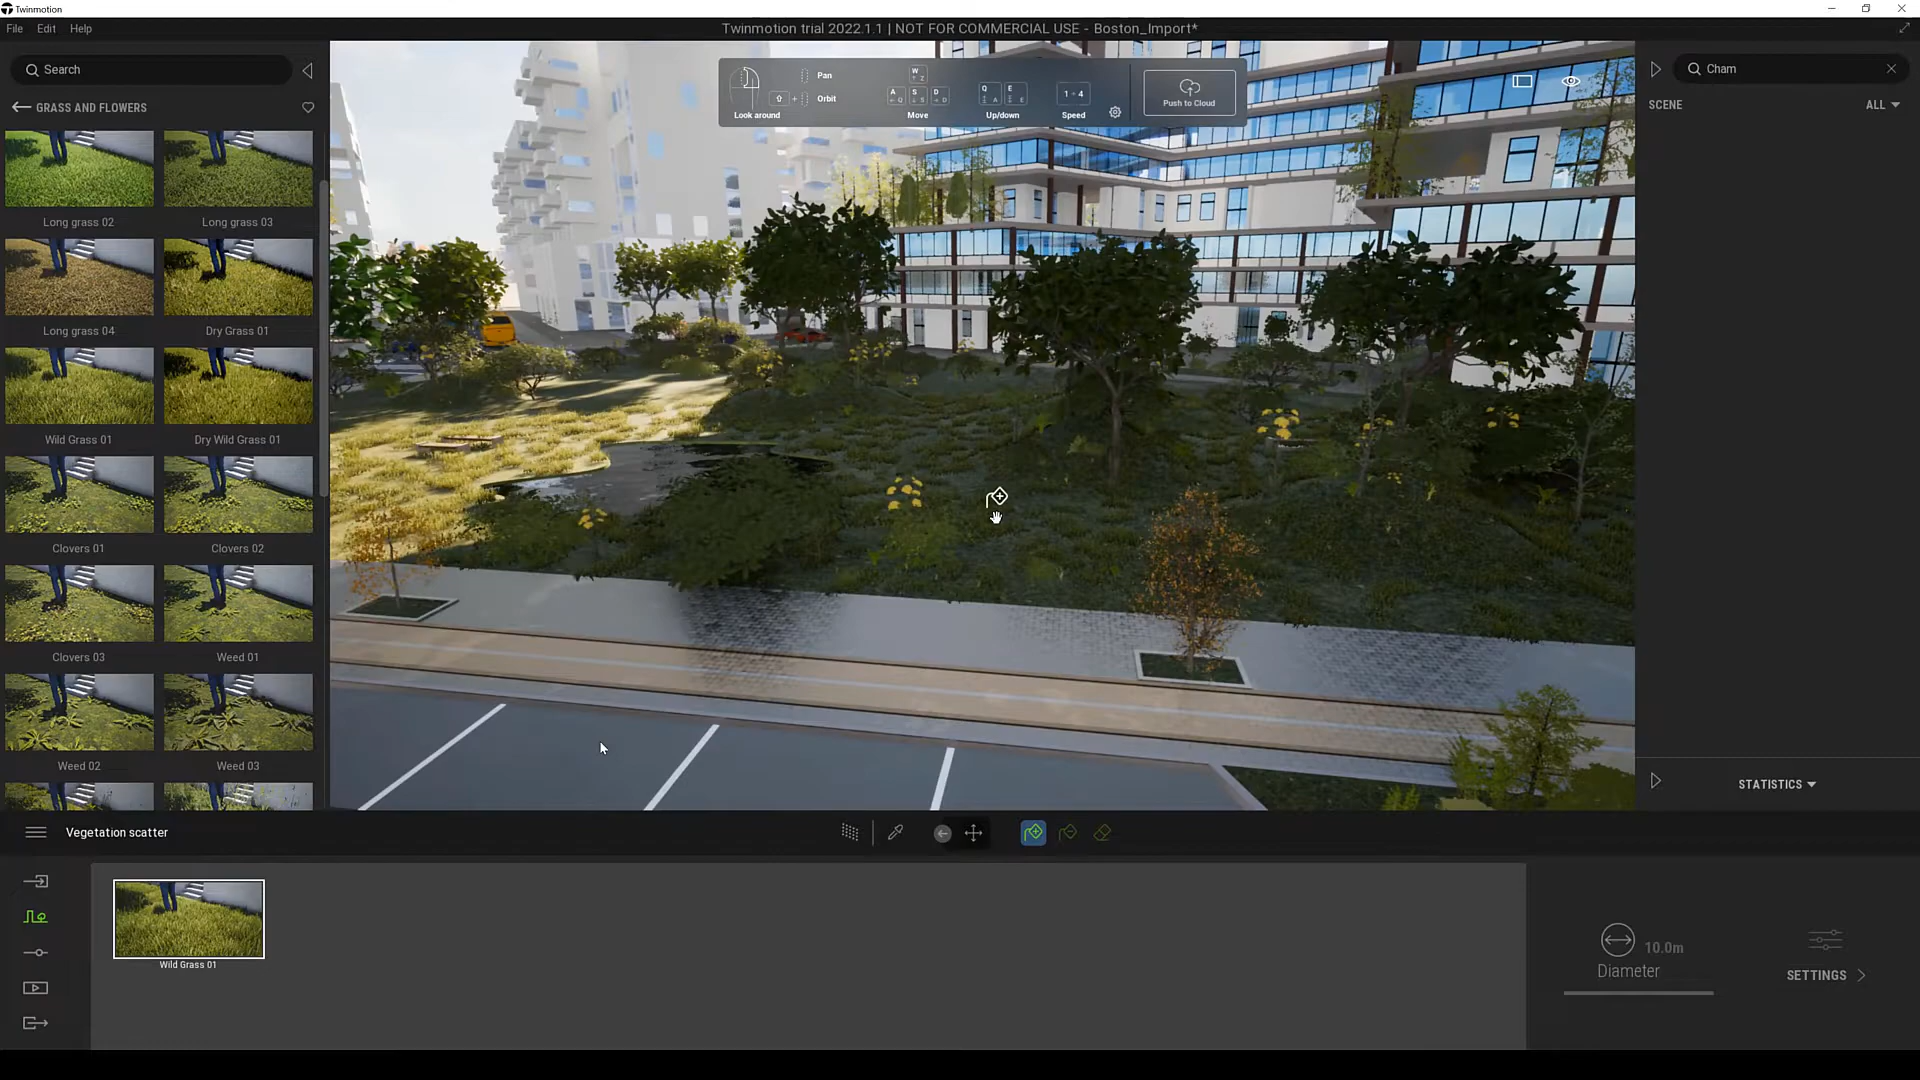 Twinmotion
File Edit Help
Twinmotion trial 2022.1.1 | NOT FOR COMMERCIAL USE - Boston_Import*
Search
GRASS AND FLOWERS
Long grass 02
Long grass 03
Long grass 04
Dry Grass 01
Wild Grass 01
Dry Wild Grass 01
Clovers 01
Clovers 02
Clovers 03
Weed 01
Weed 02
Weed 03
Pan
Orbit
Look around
W
A S D
Move
Q E
Up/down
1 - 4
Speed
Push to Cloud
Cham
SCENE
ALL
STATISTICS
Vegetation scatter
Wild Grass 01
10.0m
Diameter
SETTINGS